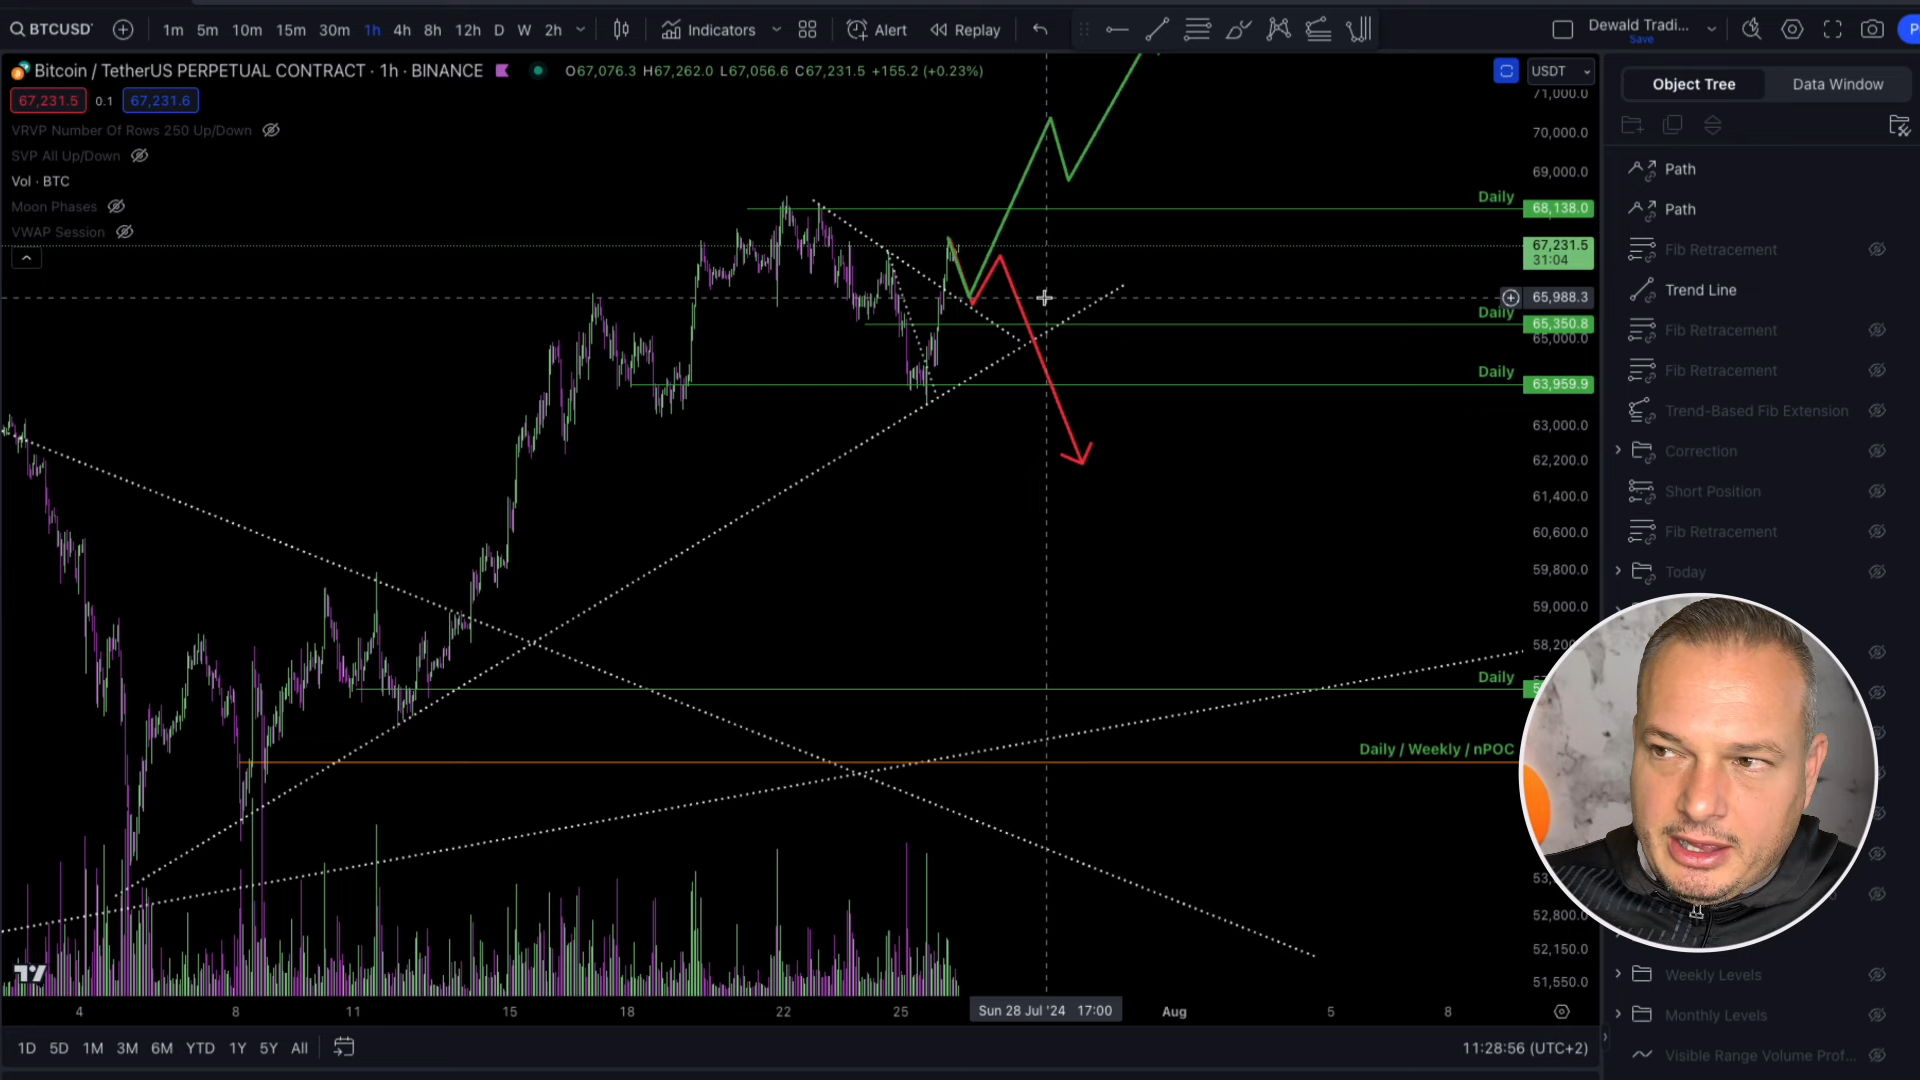 BTCUSD
1m 5m 10m 15m 30m 1h 4h 8h 12h D W 2h
Indicators
Alert
Replay
Dewald Tradi...
Save
Bitcoin / TetherUS PERPETUAL CONTRACT · 1h · BINANCE
O67,076.3 H67,262.0 L67,056.6 C67,231.5 +155.2 (+0.23%)
USDT
67,231.5 0.1 67,231.6
VRVP Number Of Rows 250 Up/Down
SVP All Up/Down
Vol · BTC
Moon Phases
VWAP Session
71,000.0
70,000.0
69,000.0
Daily
68,138.0
67,231.5
31:04
65,988.3
Daily
65,350.8
65,000.0
Daily
63,959.9
63,000.0
62,200.0
61,400.0
60,600.0
59,800.0
59,000.0
Daily
Daily / Weekly / nPOC
52,800.0
52,150.0
51,550.0
4 8 11 15 18 22 25
Sun 28 Jul '24 17:00
Aug 5 8
1D 5D 1M 3M 6M YTD 1Y 5Y All
11:28:56 (UTC+2)
Object Tree
Data Window
Path
Path
Fib Retracement
Trend Line
Fib Retracement
Fib Retracement
Trend-Based Fib Extension
Correction
Short Position
Fib Retracement
Today
Weekly Levels
Monthly Levels
Visible Range Volume Prof...